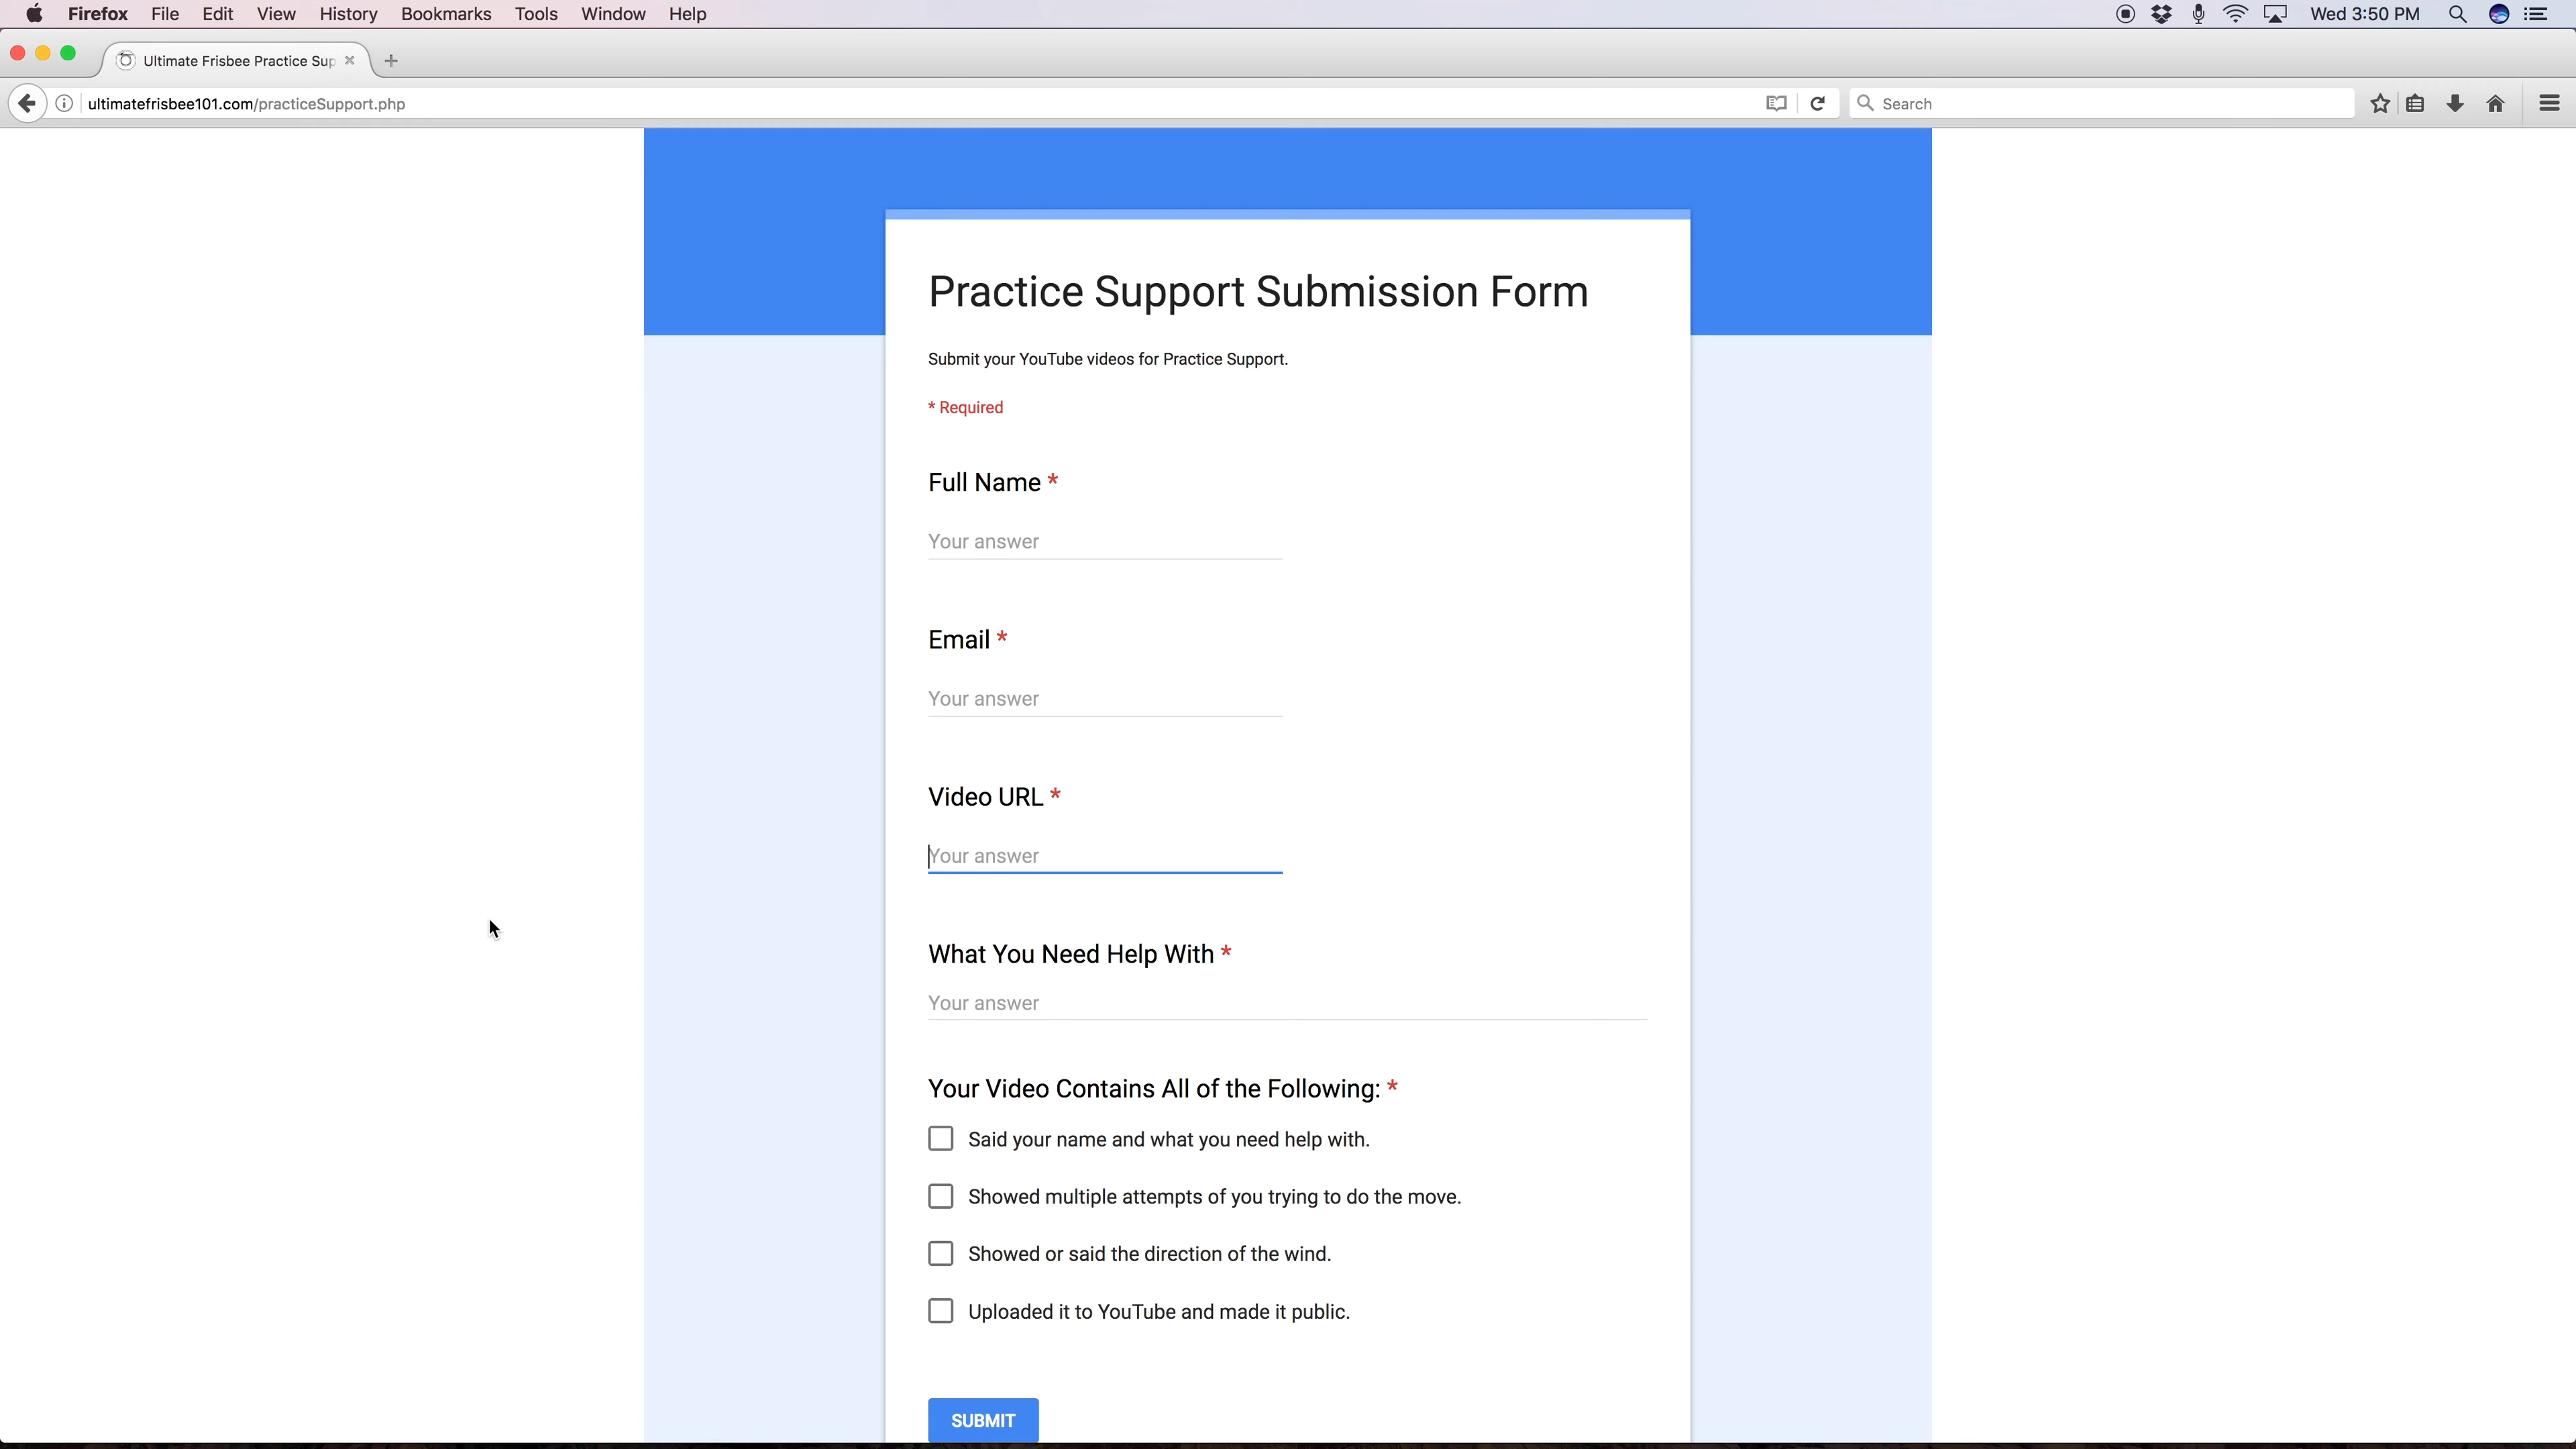 Firefox File Edit View History Bookmarks Tools Window Help Wed 3:50 PM
Ultimate Frisbee Practice Sup
ultimatefrisbee101.com/practiceSupport.php Search
Practice Support Submission Form
Submit your YouTube videos for Practice Support.
* Required
Full Name *
Your answer
Email *
Your answer
Video URL *
Your answer
What You Need Help With *
Your answer
Your Video Contains All of the Following: *
Said your name and what you need help with.
Showed multiple attempts of you trying to do the move.
Showed or said the direction of the wind.
Uploaded it to YouTube and made it public.
SUBMIT